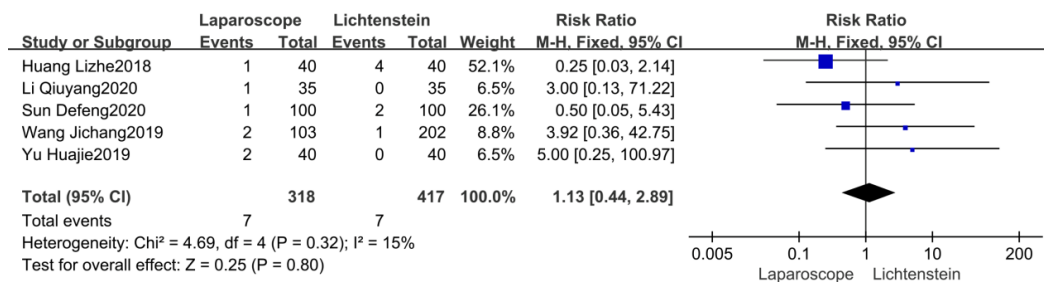 Laparoscope Lichtenstein Risk Ratio Risk Ratio
Study or Subgroup Events Total Events Total Weight M-H, Fixed, 95% CI M-H, Fixed, 95% CI
Huang Lizhe2018 1 40 4 40 52.1% 0.25 [0.03, 2.14]
Li Qiuyang2020 1 35 0 35 6.5% 3.00 [0.13, 71.22]
Sun Defeng2020 1 100 2 100 26.1% 0.50 [0.05, 5.43]
Wang Jichang2019 2 103 1 202 8.8% 3.92 [0.36, 42.75]
Yu Huajie2019 2 40 0 40 6.5% 5.00 [0.25, 100.97]
Total (95% CI) 318 417 100.0% 1.13 [0.44, 2.89]
Total events 7 7
Heterogeneity: Chi² = 4.69, df = 4 (P = 0.32); I² = 15%
Test for overall effect: Z = 0.25 (P = 0.80)
0.005 0.1 1 10 200
Laparoscope Lichtenstein